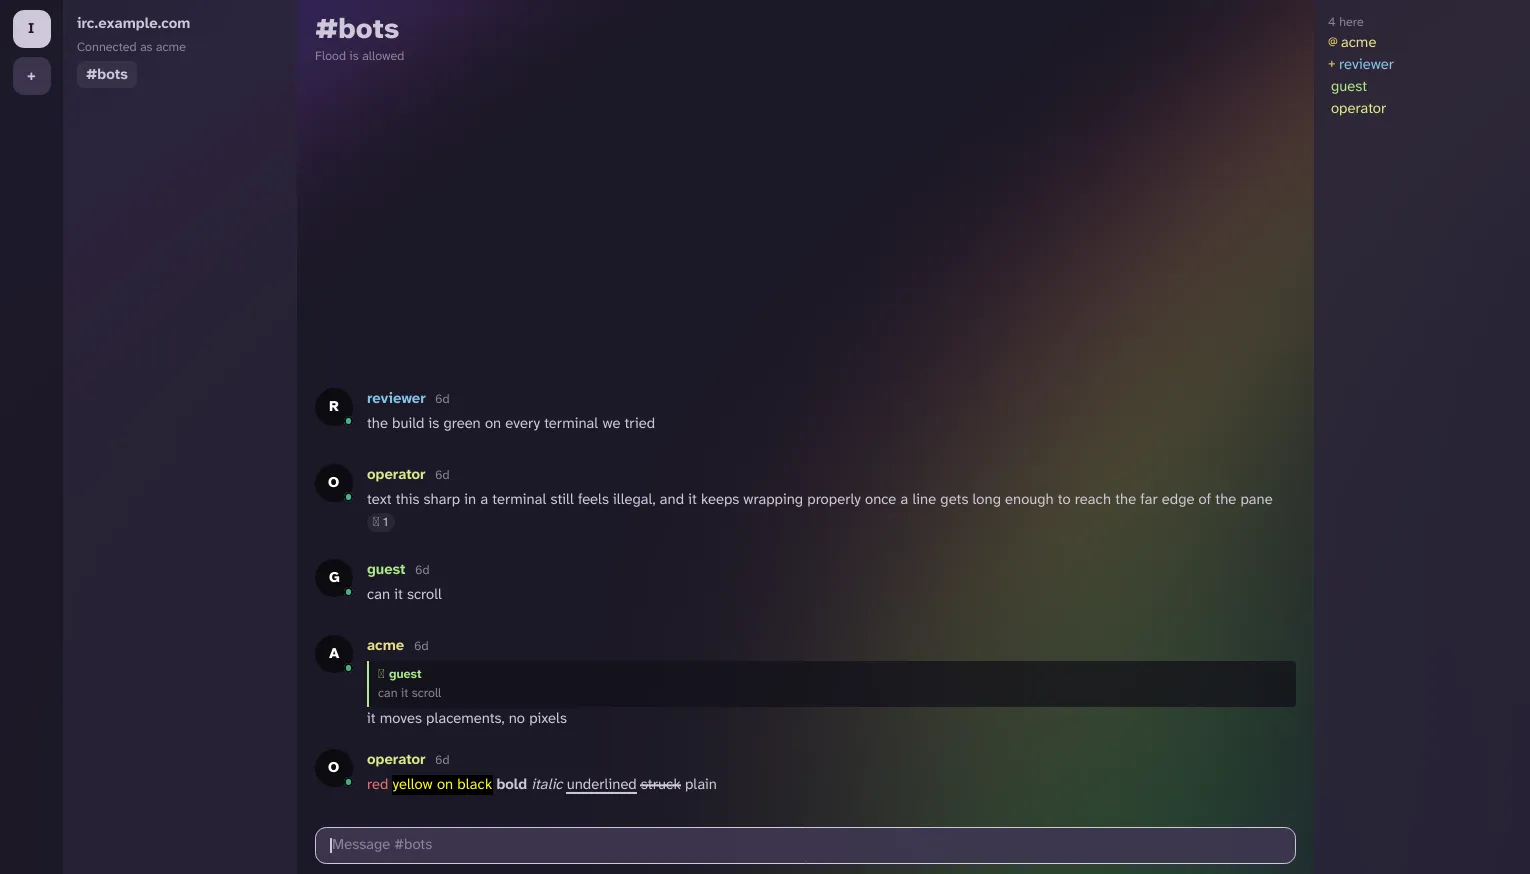 I
+
irc.example.com
Connected as acme
#bots
#bots
Flood is allowed
reviewer 6d
R
the build is green on every terminal we tried
operator 6d
O
text this sharp in a terminal still feels illegal, and it keeps wrapping properly once a line gets long enough to reach the far edge of the pane
1
guest 6d
G
can it scroll
acme 6d
A
guest
can it scroll
it moves placements, no pixels
operator 6d
O
red yellow on black bold italic underlined struck plain
Message #bots
4 here
@ acme
+ reviewer
guest
operator